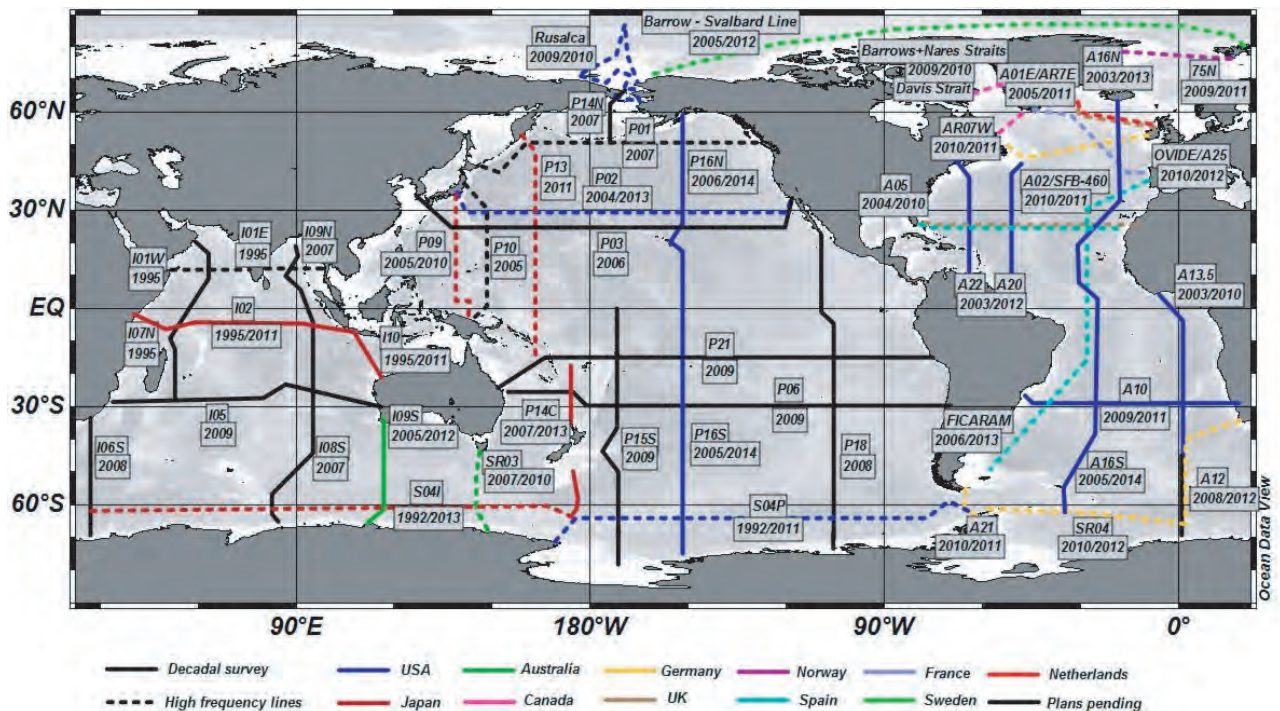 Barrow - Svalbard Line
2005/2012
Rusalca
2009/2010
Barrows+Nares Straits
2009/2010
Davis Strait
A01E/AR7E
2005/2011
A16N
2003/2013
75N
2009/2011
P14N
2007
P01
2007
60°N
AR07W
2010/2011
OVIDE/A25
2010/2012
P13
2011
P02
2004/2013
P16N
2006/2014
A05
2004/2010
A02/SFB-460
2010/2011
30°N
I01W
1995
I01E
1995
I09N
2007
P09
2005/2010
P10
2005
P03
2006
A22
A20
2003/2012
A13.5
2003/2010
EQ
I07N
1995
I02
1995/2011
I10
1995/2011
P21
2009
P06
2009
A10
2009/2011
30°S
I05
2009
I09S
2005/2012
P14C
2007/2013
FICARAM
2006/2013
I06S
2008
I08S
2007
SR03
2007/2010
P15S
2009
P16S
2005/2014
P18
2008
A16S
2005/2014
A12
2008/2012
60°S
S04I
1992/2013
S04P
1992/2011
A21
2010/2011
SR04
2010/2012
Ocean Data View
90°E
180°W
90°W
0°
Decadal survey
USA
Australia
Germany
Norway
France
Netherlands
High frequency lines
Japan
Canada
UK
Spain
Sweden
Plans pending